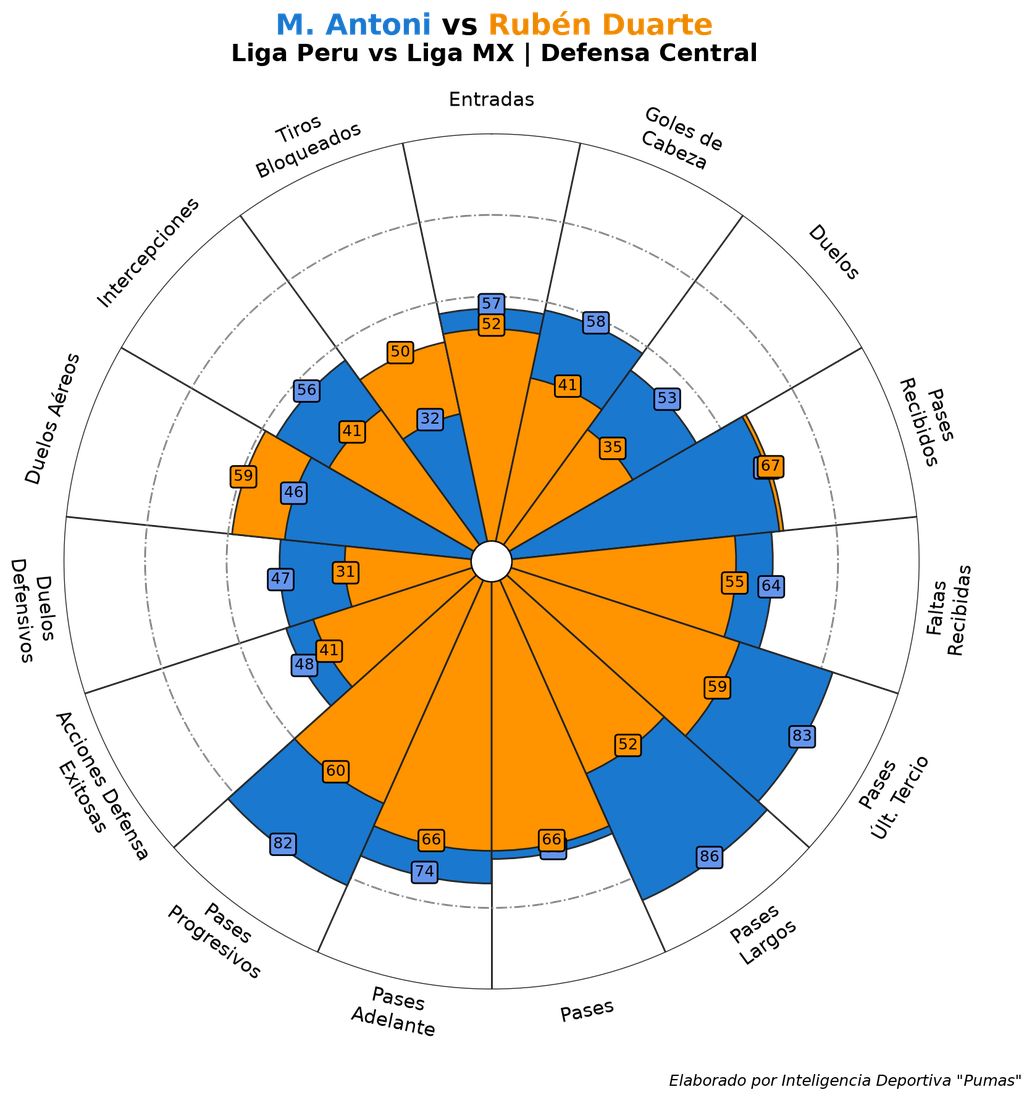 M. Antoni vs Rubén Duarte
Liga Peru vs Liga MX | Defensa Central
Entradas
57
52
Goles de
Cabeza
58
41
Duelos
53
35
Pases
Recibidos
67
Faltas
Recibidas
55
64
Pases
Últ. Tercio
59
83
Pases
Largos
52
86
Pases
66
Pases
Adelante
66
74
Pases
Progresivos
60
82
Acciones Defensa
Exitosas
41
48
Duelos
Defensivos
47
31
Duelos Aéreos
59
46
Intercepciones
56
41
Tiros
Bloqueados
50
32
Elaborado por Inteligencia Deportiva "Pumas"